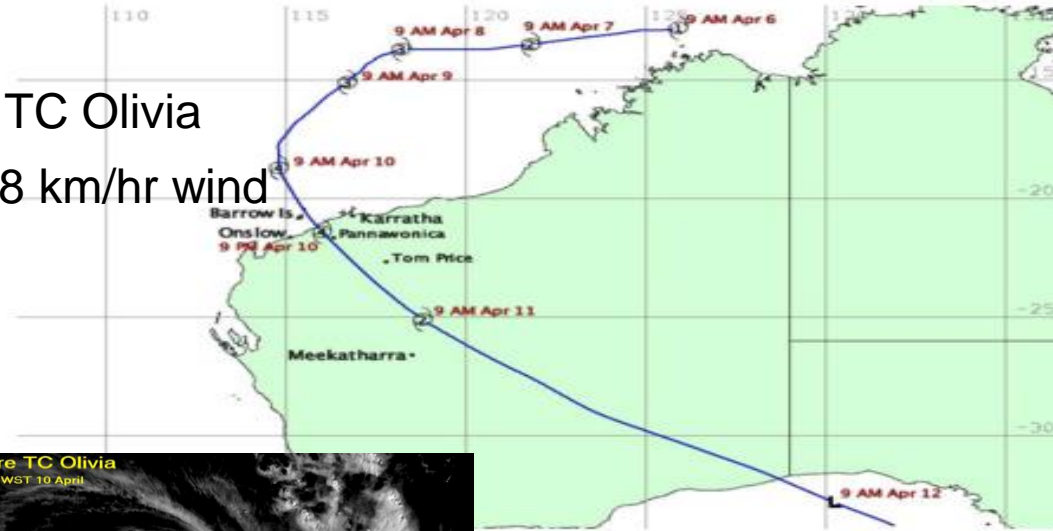 110
115
120
125
9 AM Apr 6
9 AM Apr 7
9 AM Apr 8
9 AM Apr 9
-15
TC Olivia
9 AM Apr 10
8 km/hr wind
-20
Barrow Is.
Karratha
Onslow
Pannawonica
9 PM Apr 10
Tom Price
9 AM Apr 11
-25
Meekatharra
-30
re TC Olivia
WST 10 April
L
9 AM Apr 12